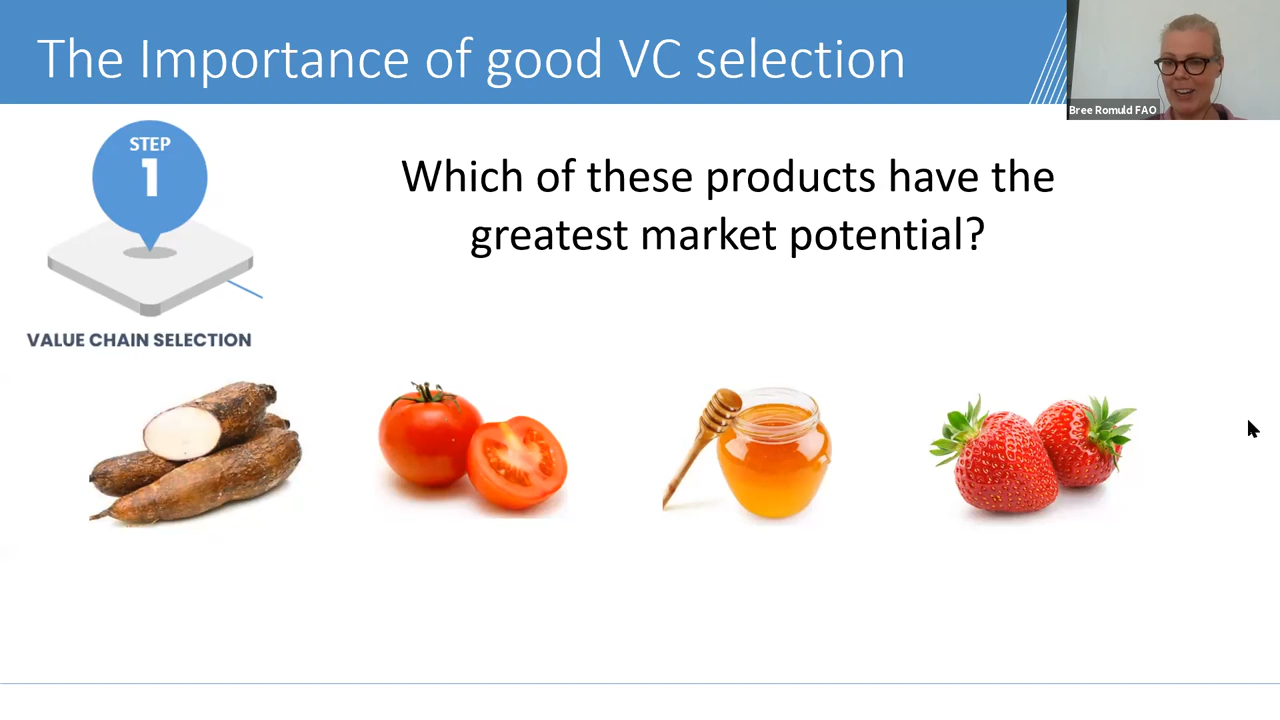 The Importance of good VC selection
Bree Romuld FAO
STEP
1
Which of these products have the
greatest market potential?
VALUE CHAIN SELECTION